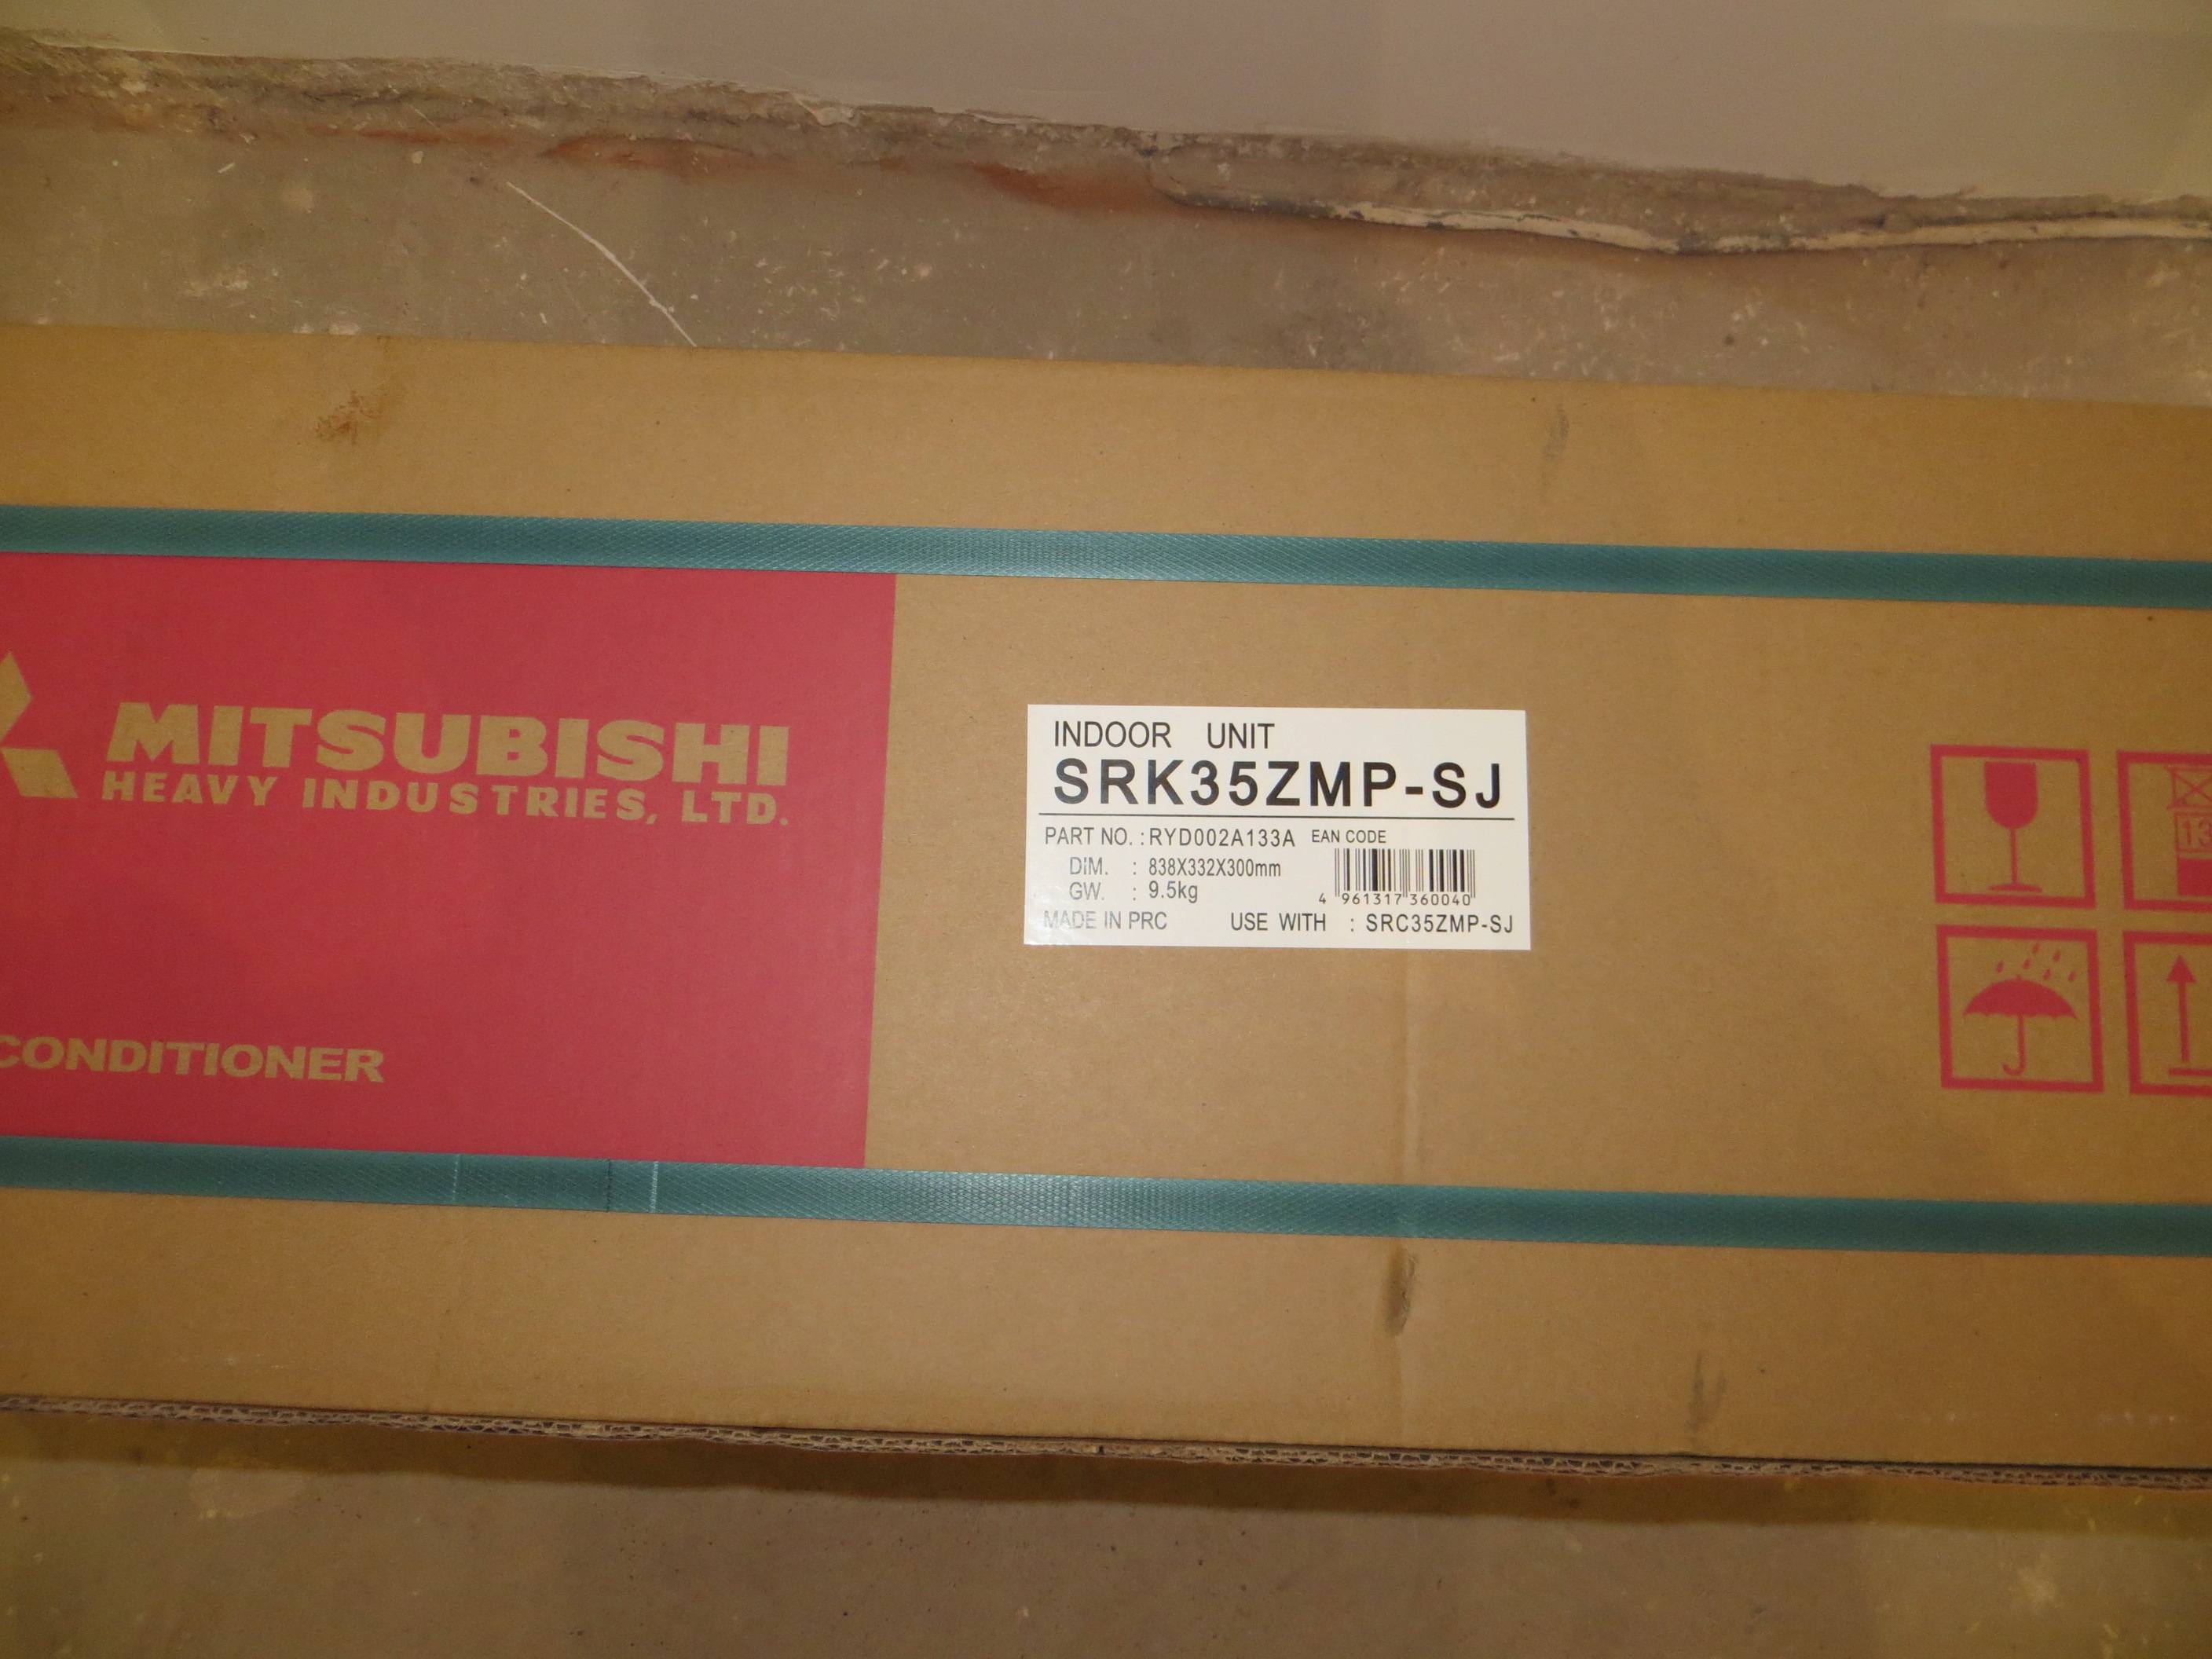 MITSUBISHI
HEAVY INDUSTRIES, LTD.
CONDITIONER
INDOOR UNIT
SRK35ZMP-SJ
PART NO. : RYD002A133A EAN CODE
DIM. : 838X332X300mm
GW. : 9.5kg
4 961317 360040
MADE IN PRC USE WITH : SRC35ZMP-SJ